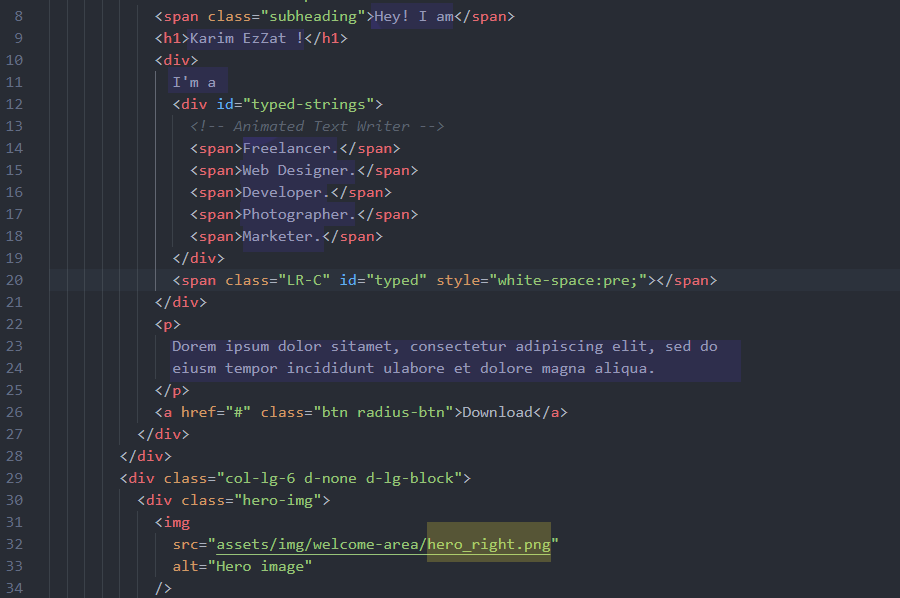 8 <span class="subheading">Hey! I am</span>
9 <h1>Karim EzZat !</h1>
10 <div>
11 I'm a
12 <div id="typed-strings">
13 <!-- Animated Text Writer -->
14 <span>Freelancer.</span>
15 <span>Web Designer.</span>
16 <span>Developer.</span>
17 <span>Photographer.</span>
18 <span>Marketer.</span>
19 </div>
20 <span class="LR-C" id="typed" style="white-space:pre;"></span>
21 </div>
22 <p>
23 Dorem ipsum dolor sitamet, consectetur adipiscing elit, sed do
24 eiusm tempor incididunt ulabore et dolore magna aliqua.
25 </p>
26 <a href="#" class="btn radius-btn">Download</a>
27 </div>
28 </div>
29 <div class="col-lg-6 d-none d-lg-block">
30 <div class="hero-img">
31 <img
32 src="assets/img/welcome-area/hero_right.png"
33 alt="Hero image"
34 />